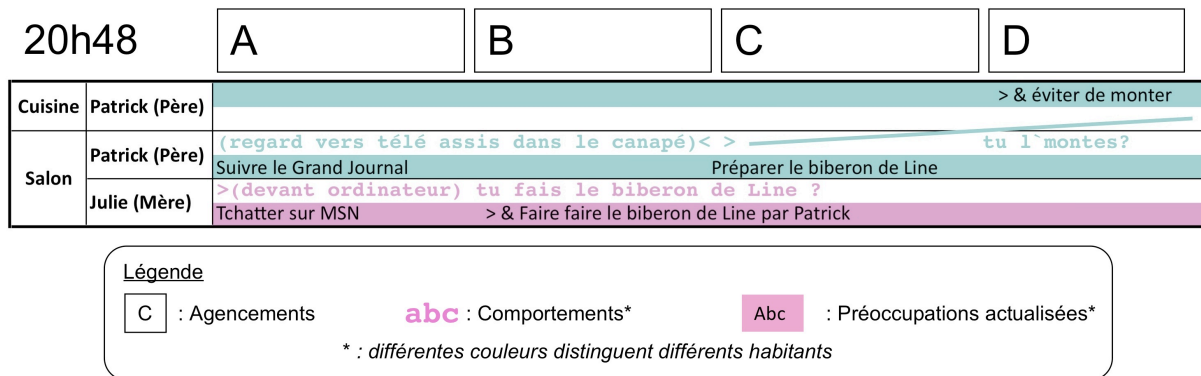 20h48 A B C D
Cuisine Patrick (Père) > & éviter de monter
Salon Patrick (Père) (regard vers télé assis dans le canapé)< > tu l`montes?
Suivre le Grand Journal Préparer le biberon de Line
Julie (Mère) >(devant ordinateur) tu fais le biberon de Line ?
Tchatter sur MSN > & Faire faire le biberon de Line par Patrick
Légende
C : Agencements abc : Comportements* Abc : Préoccupations actualisées*
* : différentes couleurs distinguent différents habitants